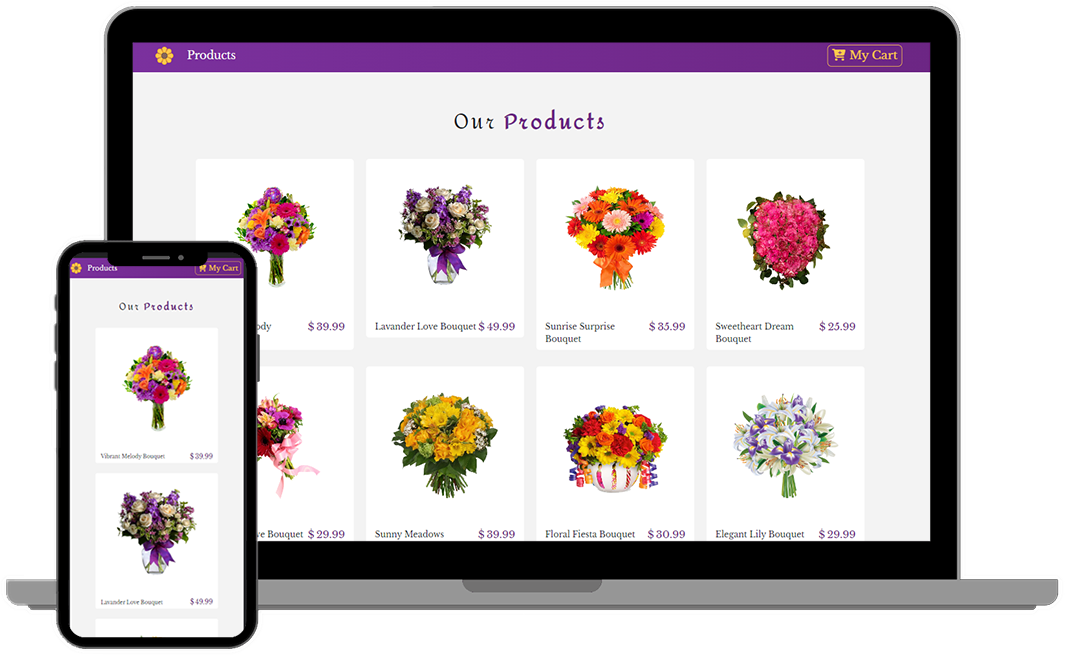 Products
My Cart
Our Products
$ 39.99
Lavander Love Bouquet $ 49.99
Sunrise Surprise $ 35.99
Bouquet
Sweetheart Dream $ 25.99
Bouquet
Bouquet $ 29.99
Sunny Meadows $ 39.99
Floral Fiesta Bouquet $ 30.99
Elegant Lily Bouquet $ 29.99
Products
My Cart
Our Products
Vibrant Melody Bouquet $ 39.99
Lavander Love Bouquet $ 49.99